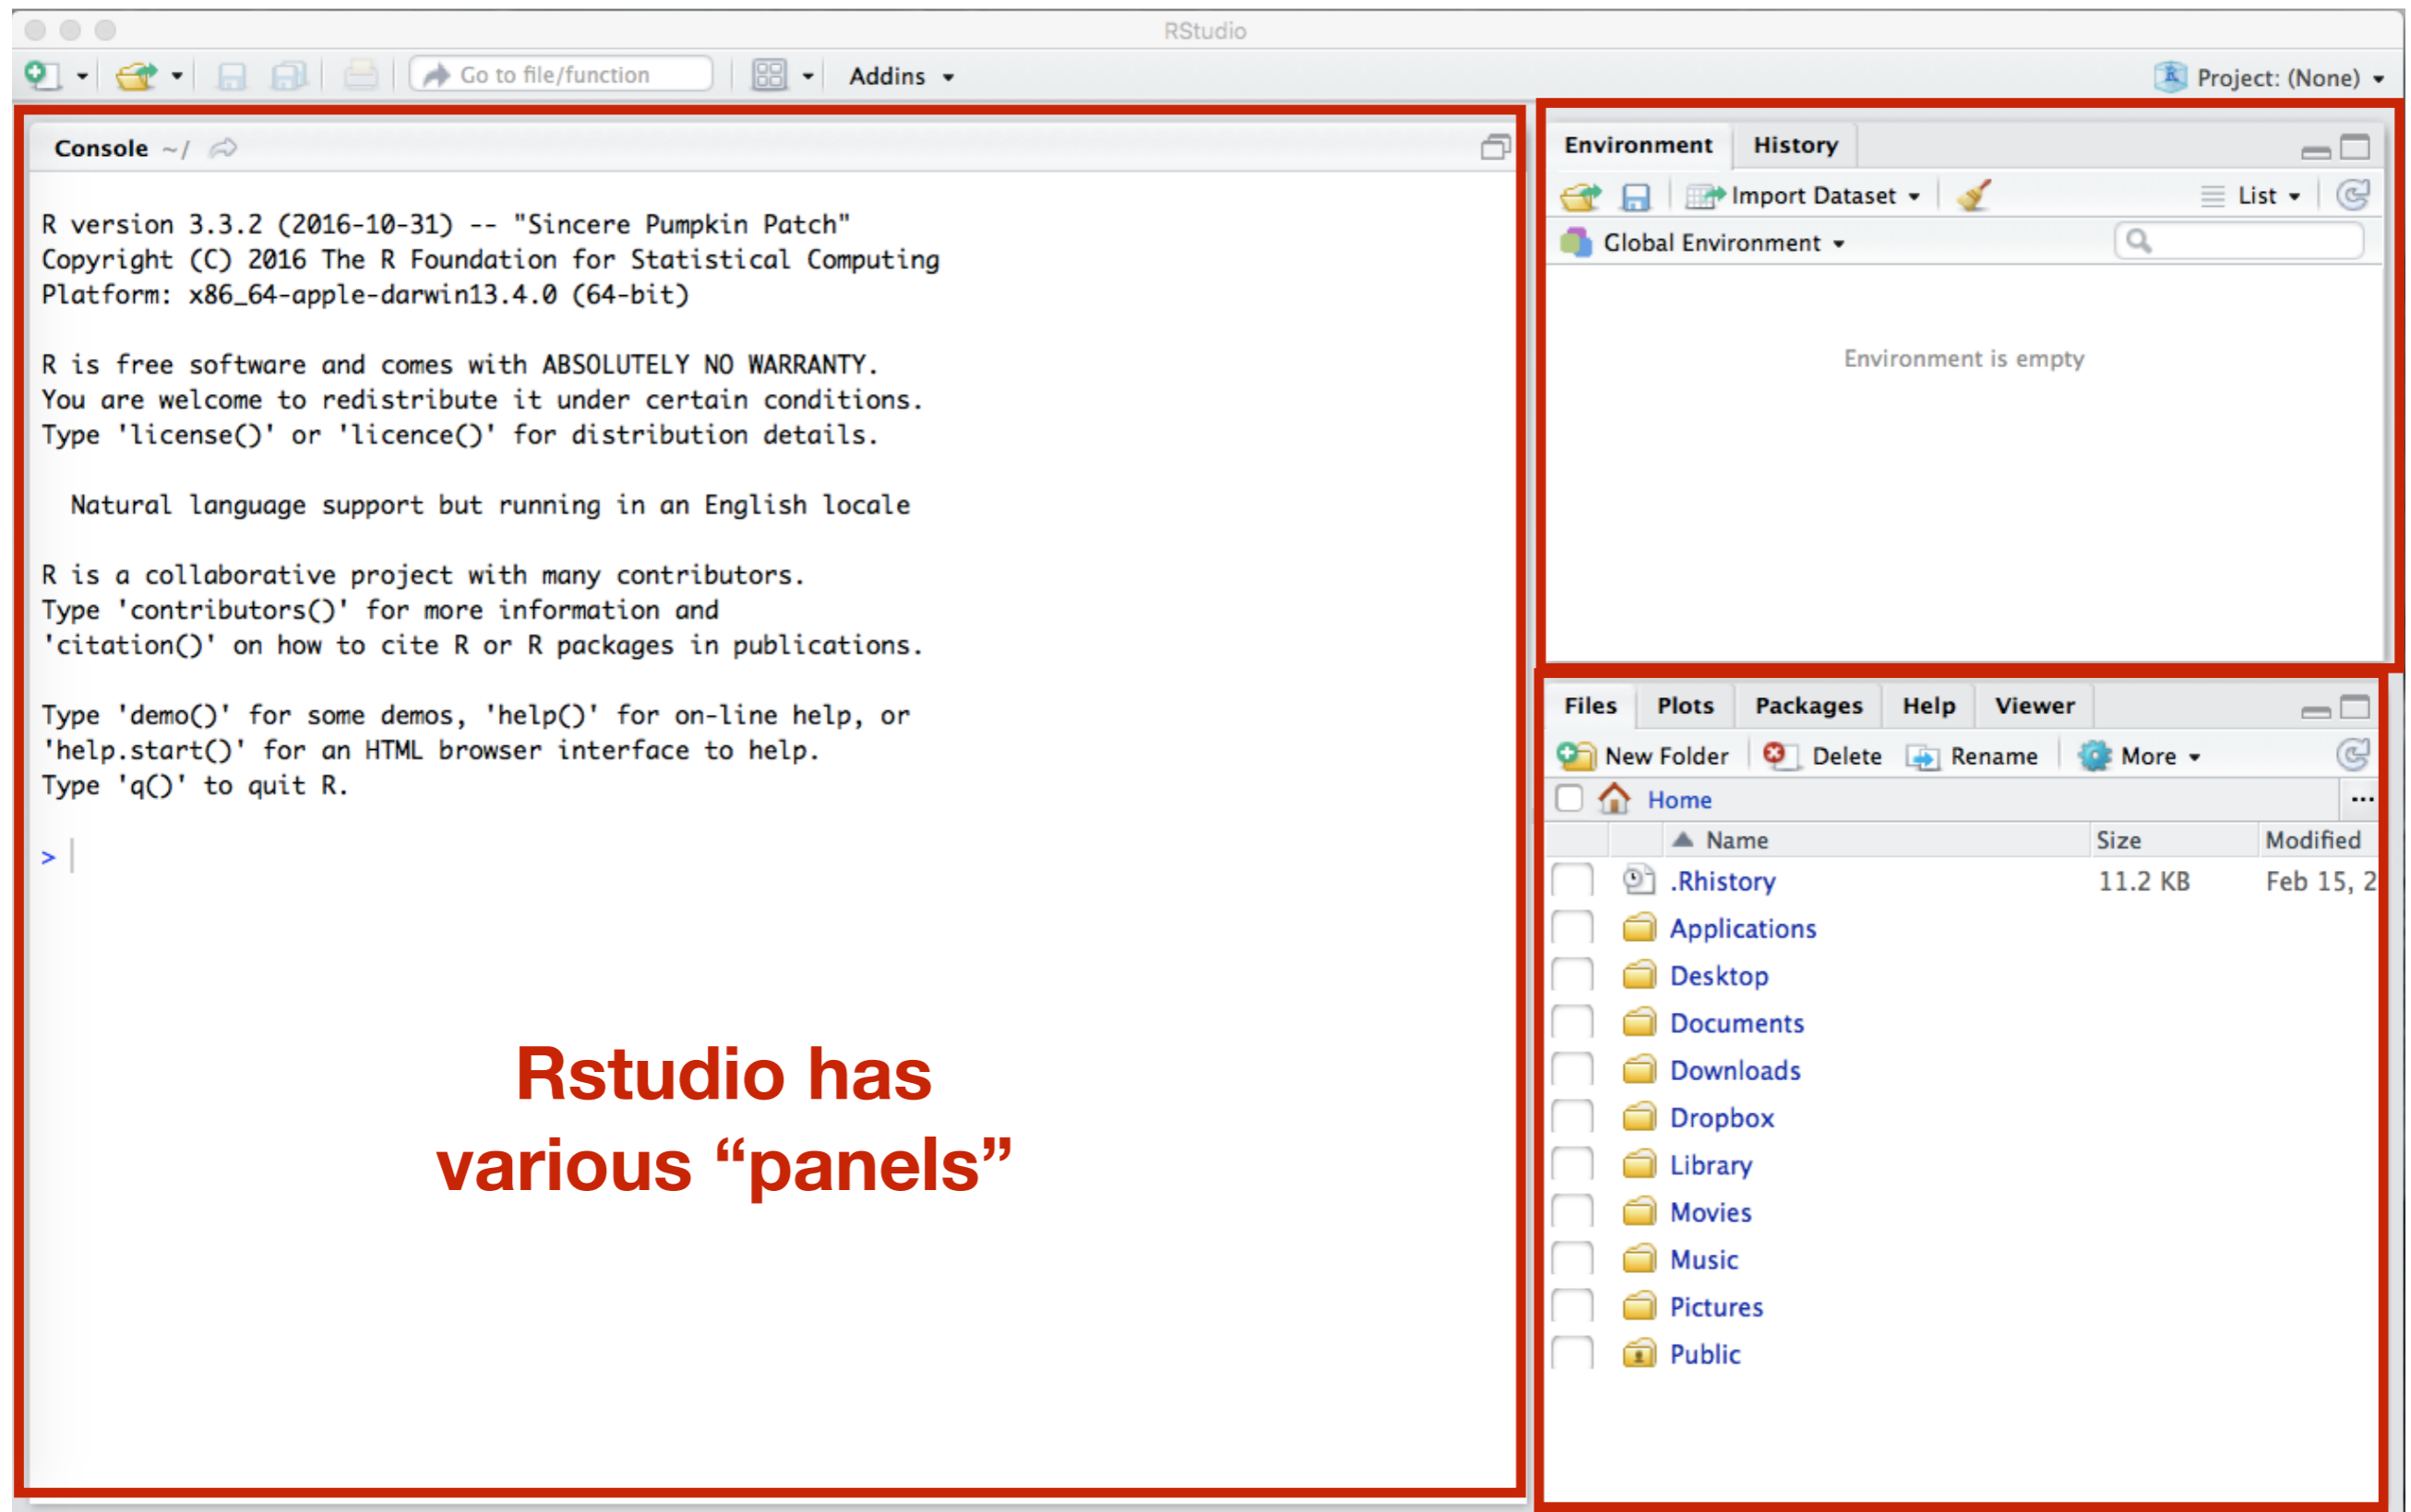 RStudio
Go to file/function
Addins
Project: (None)
Console ~/
R version 3.3.2 (2016-10-31) -- "Sincere Pumpkin Patch"
Copyright (C) 2016 The R Foundation for Statistical Computing
Platform: x86_64-apple-darwin13.4.0 (64-bit)
R is free software and comes with ABSOLUTELY NO WARRANTY.
You are welcome to redistribute it under certain conditions.
Type 'license()' or 'licence()' for distribution details.
Natural language support but running in an English locale
R is a collaborative project with many contributors.
Type 'contributors()' for more information and
'citation()' on how to cite R or R packages in publications.
Type 'demo()' for some demos, 'help()' for on-line help, or
'help.start()' for an HTML browser interface to help.
Type 'q()' to quit R.
>
Rstudio has
various “panels”
Environment History
Import Dataset List
Global Environment
Environment is empty
Files Plots Packages Help Viewer
New Folder Delete Rename More
Home ...
Name Size Modified
.Rhistory 11.2 KB Feb 15, 2
Applications
Desktop
Documents
Downloads
Dropbox
Library
Movies
Music
Pictures
Public